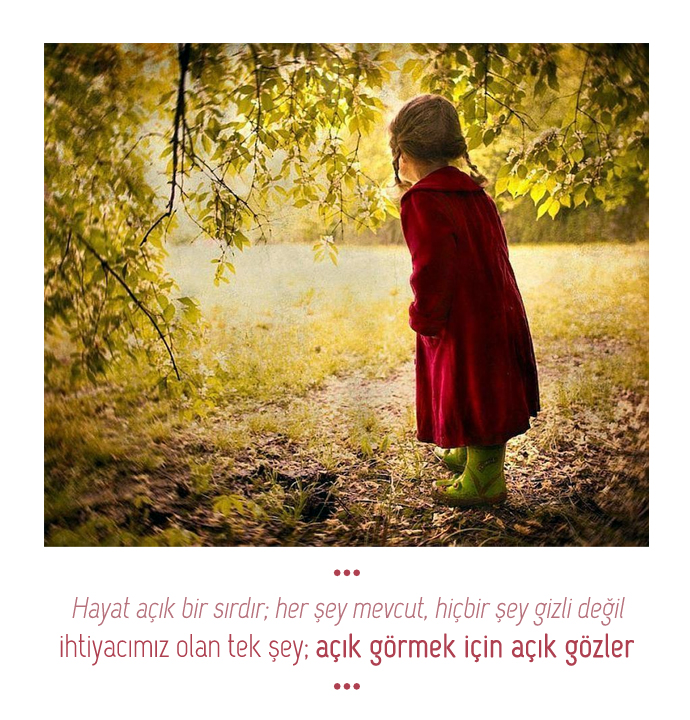 Hayat açık bir sırdır; her şey mevcut, hiçbir şey gizli değil
ihtiyacımız olan tek şey; açık görmek için açık gözler